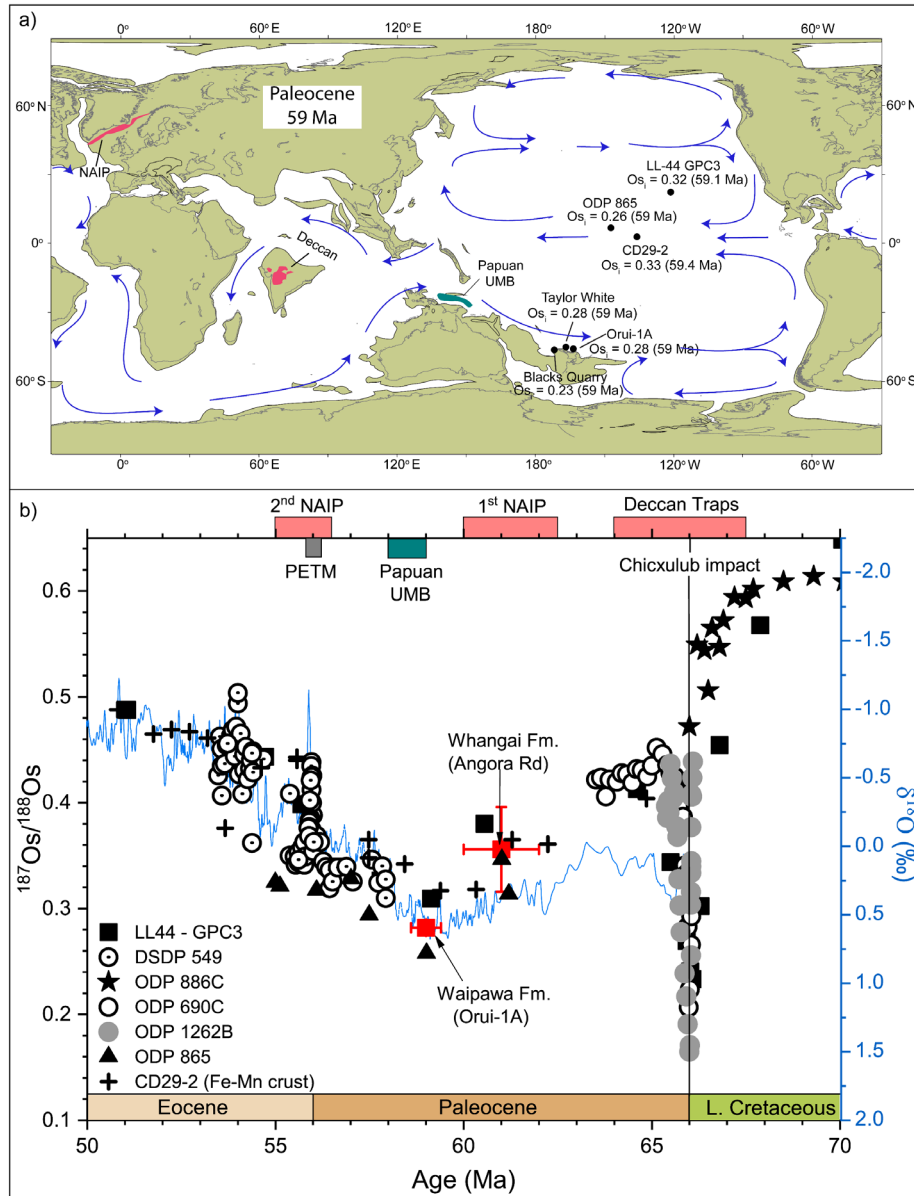 a)
0° 60°E 120°E 180° 120°W 60°W
Paleocene
59 Ma
60°N
60°N
NAIP
LL-44 GPC3
Osi = 0.32 (59.1 Ma)
ODP 865
Osi = 0.26 (59 Ma)
0°
0°
CD29-2
Osi = 0.33 (59.4 Ma)
Deccan
Papuan
UMB
Taylor White
Osi = 0.28 (59 Ma)
Orui-1A
Osi = 0.28 (59 Ma)
Blacks Quarry
Osi = 0.23 (59 Ma)
60°S
60°S
0° 60°E 120°E 180° 120°W 60°W
b)
2nd NAIP
1st NAIP
Deccan Traps
PETM
Papuan
UMB
Chicxulub impact
0.6
0.5
0.4
0.3
0.2
0.1
187Os/188Os
-2.0
-1.5
-1.0
-0.5
0.0
0.5
1.0
1.5
2.0
δ18O (‰)
Whangai Fm.
(Angora Rd)
Waipawa Fm.
(Orui-1A)
LL44 - GPC3
DSDP 549
ODP 886C
ODP 690C
ODP 1262B
ODP 865
CD29-2 (Fe-Mn crust)
Eocene Paleocene L. Cretaceous
50 55 60 65 70
Age (Ma)